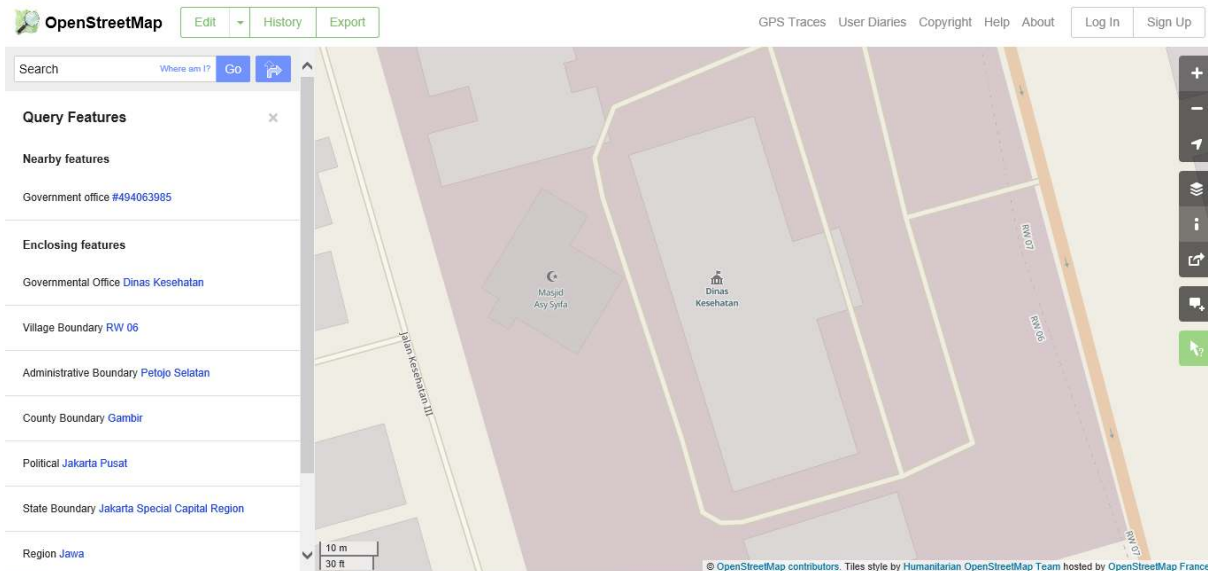 OpenStreetMap Edit History Export GPS Traces User Diaries Copyright Help About Log In Sign Up
Search Where am I? Go
Query Features ×
Nearby features
Government office #494063985
Enclosing features
Governmental Office Dinas Kesehatan
Village Boundary RW 06
Administrative Boundary Petojo Selatan
County Boundary Gambir
Political Jakarta Pusat
State Boundary Jakarta Special Capital Region
Region Jawa
Masjid
Asy Syifa
Dinas
Kesehatan
Jalan Kesehatan III
RW 07
RW 06
RW 07
10 m
30 ft
© OpenStreetMap contributors. Tiles style by Humanitarian OpenStreetMap Team hosted by OpenStreetMap France